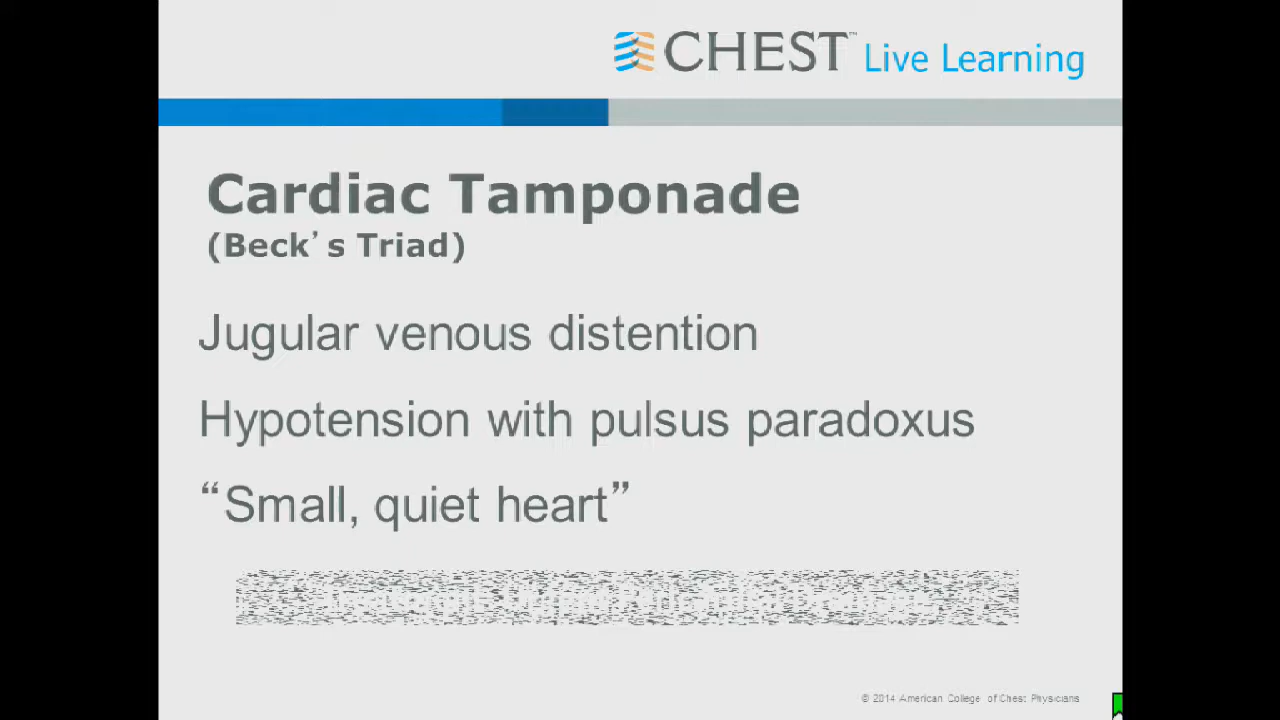 CHEST™ Live Learning
Cardiac Tamponade
(Beck’s Triad)
Jugular venous distention
Hypotension with pulsus paradoxus
“Small, quiet heart”
© 2014 American College of Chest Physicians